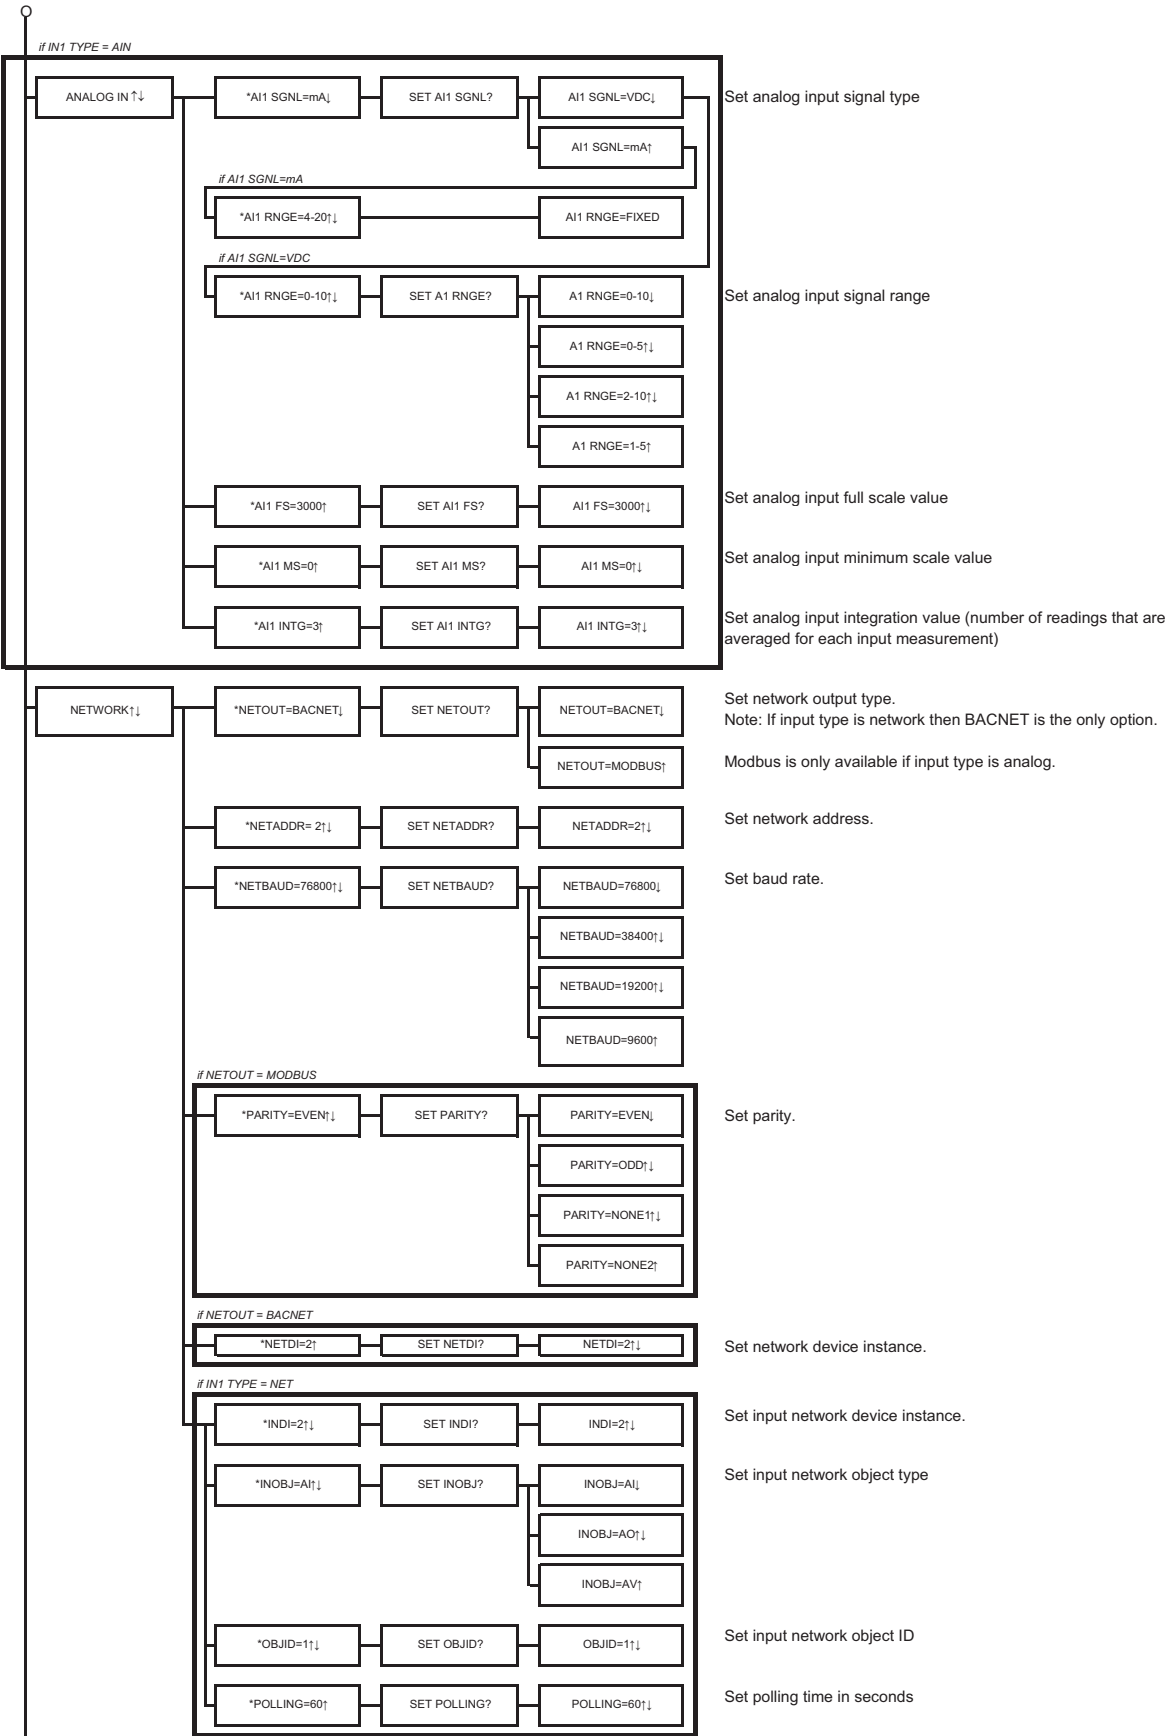 O
if IN1 TYPE = AIN
ANALOG IN ↑↓
*AI1 SGNL=mA↓
SET AI1 SGNL?
AI1 SGNL=VDC↓
Set analog input signal type
AI1 SGNL=mA↑
if AI1 SGNL=mA
*AI1 RNGE=4-20↑↓
AI1 RNGE=FIXED
if AI1 SGNL=VDC
*AI1 RNGE=0-10↑↓
SET A1 RNGE?
A1 RNGE=0-10↓
Set analog input signal range
A1 RNGE=0-5↑↓
A1 RNGE=2-10↑↓
A1 RNGE=1-5↑
*AI1 FS=3000↑
SET AI1 FS?
AI1 FS=3000↑↓
Set analog input full scale value
*AI1 MS=0↑
SET AI1 MS?
AI1 MS=0↑↓
Set analog input minimum scale value
*AI1 INTG=3↑
SET AI1 INTG?
AI1 INTG=3↑↓
Set analog input integration value (number of readings that are
averaged for each input measurement)
NETWORK↑↓
*NETOUT=BACNET↓
SET NETOUT?
NETOUT=BACNET↓
Set network output type.
Note: If input type is network then BACNET is the only option.
NETOUT=MODBUS↑
Modbus is only available if input type is analog.
*NETADDR= 2↑↓
SET NETADDR?
NETADDR=2↑↓
Set network address.
*NETBAUD=76800↑↓
SET NETBAUD?
NETBAUD=76800↓
Set baud rate.
NETBAUD=38400↑↓
NETBAUD=19200↑↓
NETBAUD=9600↑
if NETOUT = MODBUS
*PARITY=EVEN↑↓
SET PARITY?
PARITY=EVEN↓
Set parity.
PARITY=ODD↑↓
PARITY=NONE1↑↓
PARITY=NONE2↑
if NETOUT = BACNET
*NETDI=2↑
SET NETDI?
NETDI=2↑↓
Set network device instance.
if IN1 TYPE = NET
*INDI=2↑↓
SET INDI?
INDI=2↑↓
Set input network device instance.
*INOBJ=AI↑↓
SET INOBJ?
INOBJ=AI↓
Set input network object type
INOBJ=AO↑↓
INOBJ=AV↑
*OBJID=1↑↓
SET OBJID?
OBJID=1↑↓
Set input network object ID
*POLLING=60↑
SET POLLING?
POLLING=60↑↓
Set polling time in seconds